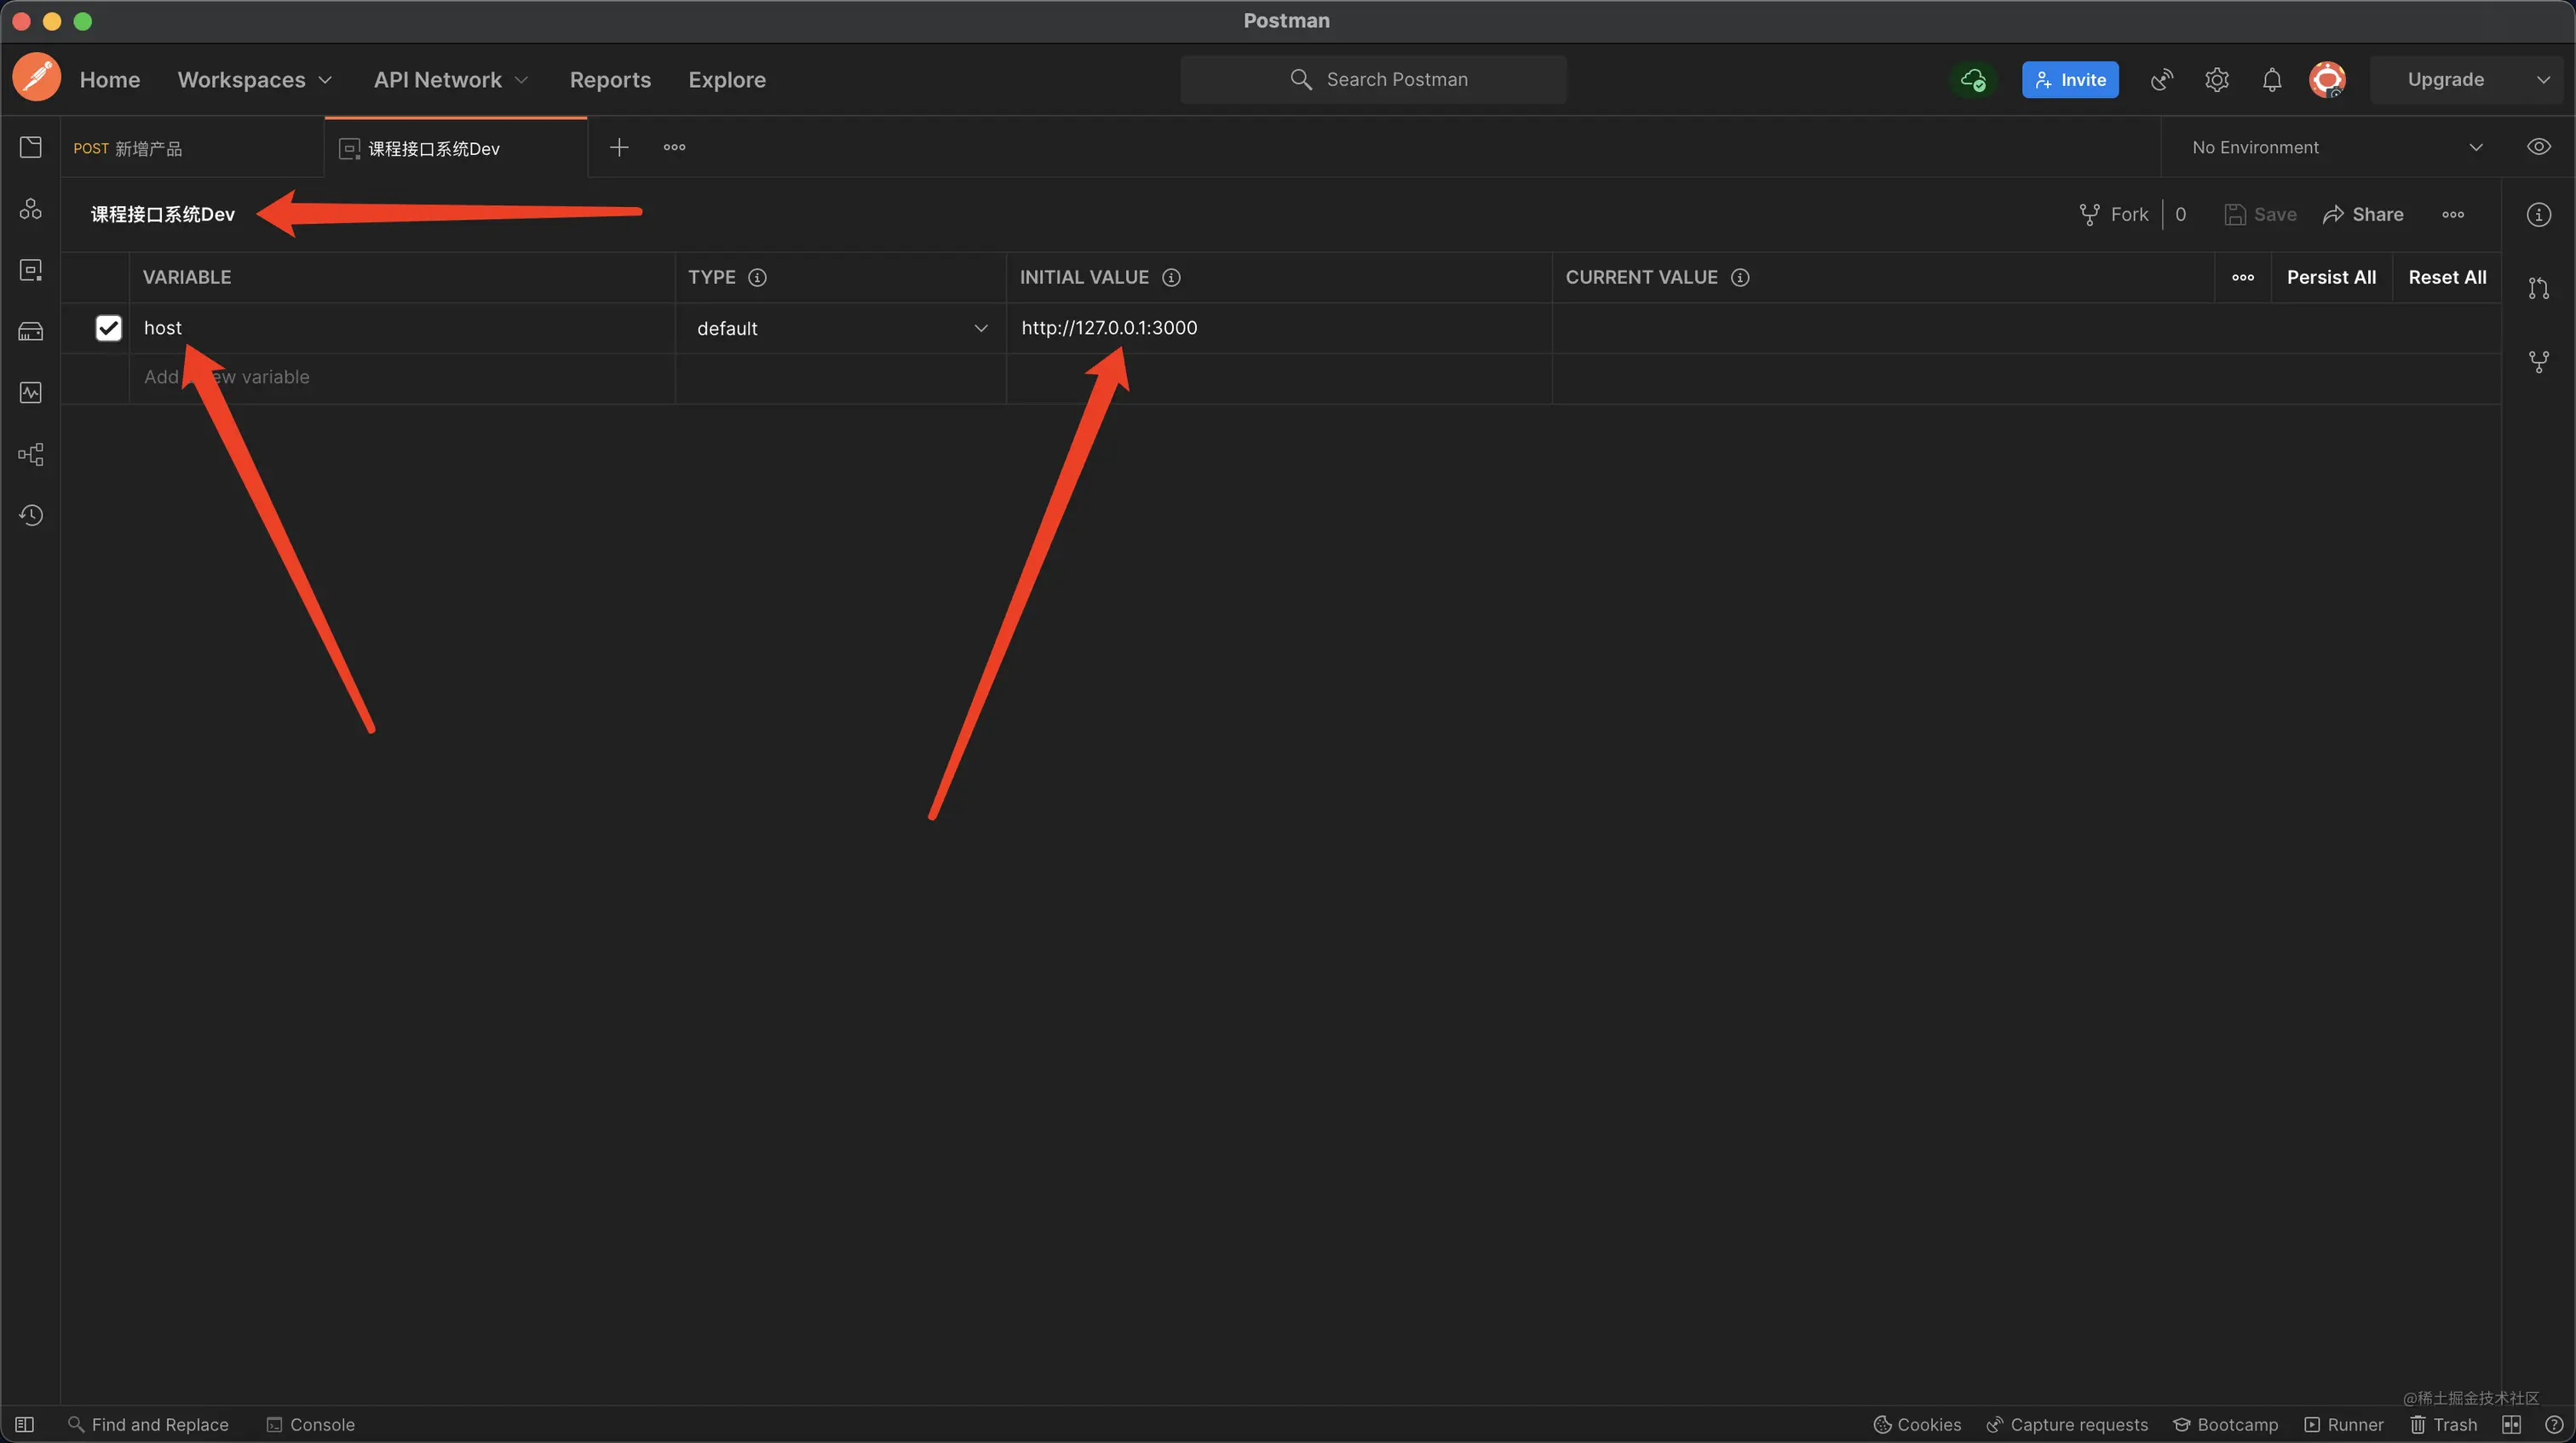 Postman
Home Workspaces API Network Reports Explore Search Postman Invite Upgrade
POST 新增产品 课程接口系统Dev No Environment
课程接口系统Dev Fork 0 Save Share
VARIABLE TYPE INITIAL VALUE CURRENT VALUE Persist All Reset All
host default http://127.0.0.1:3000
Add new variable
Find and Replace Console Cookies Capture requests Bootcamp Runner Trash
@稀土掘金技术社区